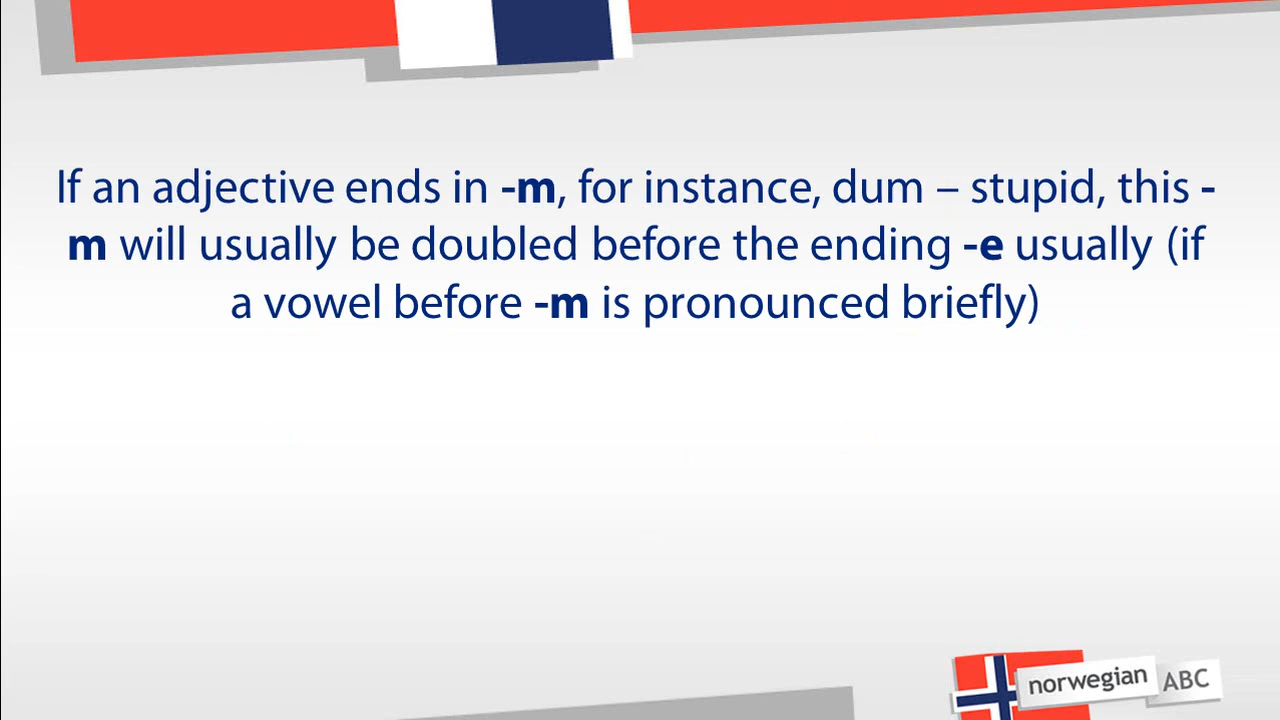 If an adjective ends in -m, for instance, dum – stupid, this -
m will usually be doubled before the ending -e usually (if
a vowel before -m is pronounced briefly)
norwegian ABC